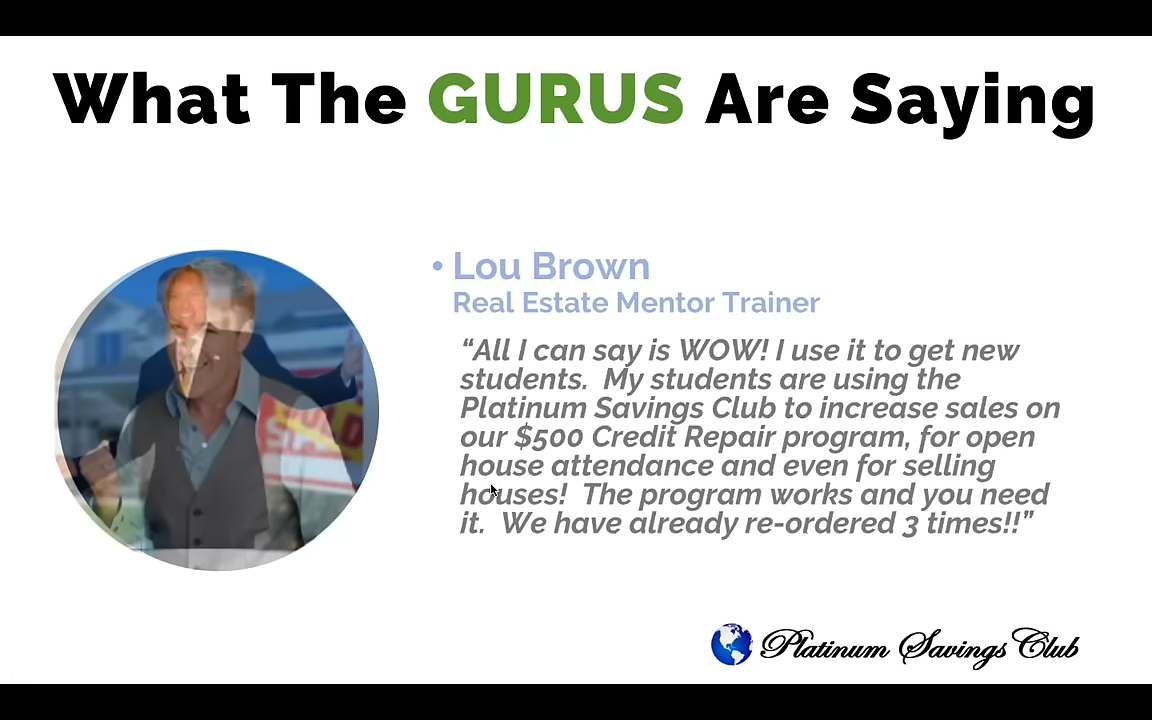 What The GURUS Are Saying
• Lou Brown
Real Estate Mentor Trainer
“All I can say is WOW! I use it to get new
students.  My students are using the
Platinum Savings Club to increase sales on
our $500 Credit Repair program, for open
house attendance and even for selling
houses!  The program works and you need
it.  We have already re-ordered 3 times!!”
Platinum Savings Club